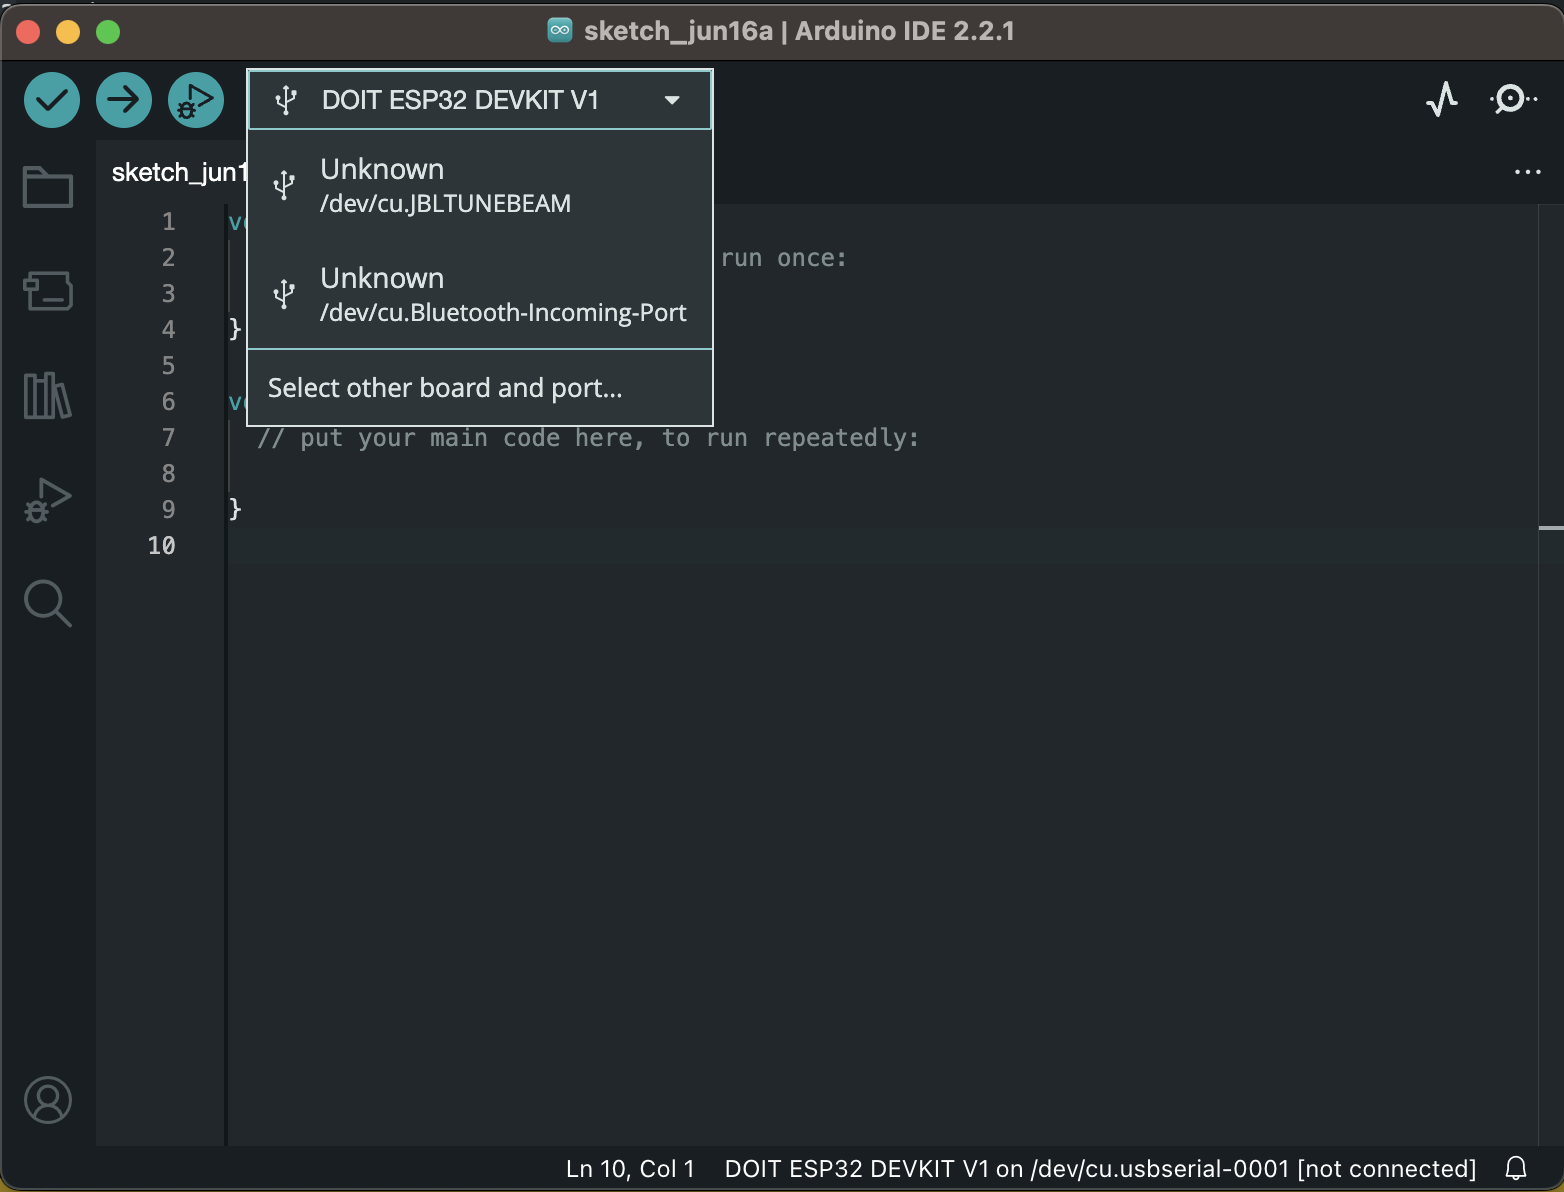 sketch_jun16a | Arduino IDE 2.2.1
DOIT ESP32 DEVKIT V1
Unknown
/dev/cu.JBLTUNEBEAM
Unknown
/dev/cu.Bluetooth-Incoming-Port
Select other board and port...
sketch_jun1
...
1 v
2 run once:
3
4 }
5
6 v
7 // put your main code here, to run repeatedly:
8
9 }
10
Ln 10, Col 1 DOIT ESP32 DEVKIT V1 on /dev/cu.usbserial-0001 [not connected]